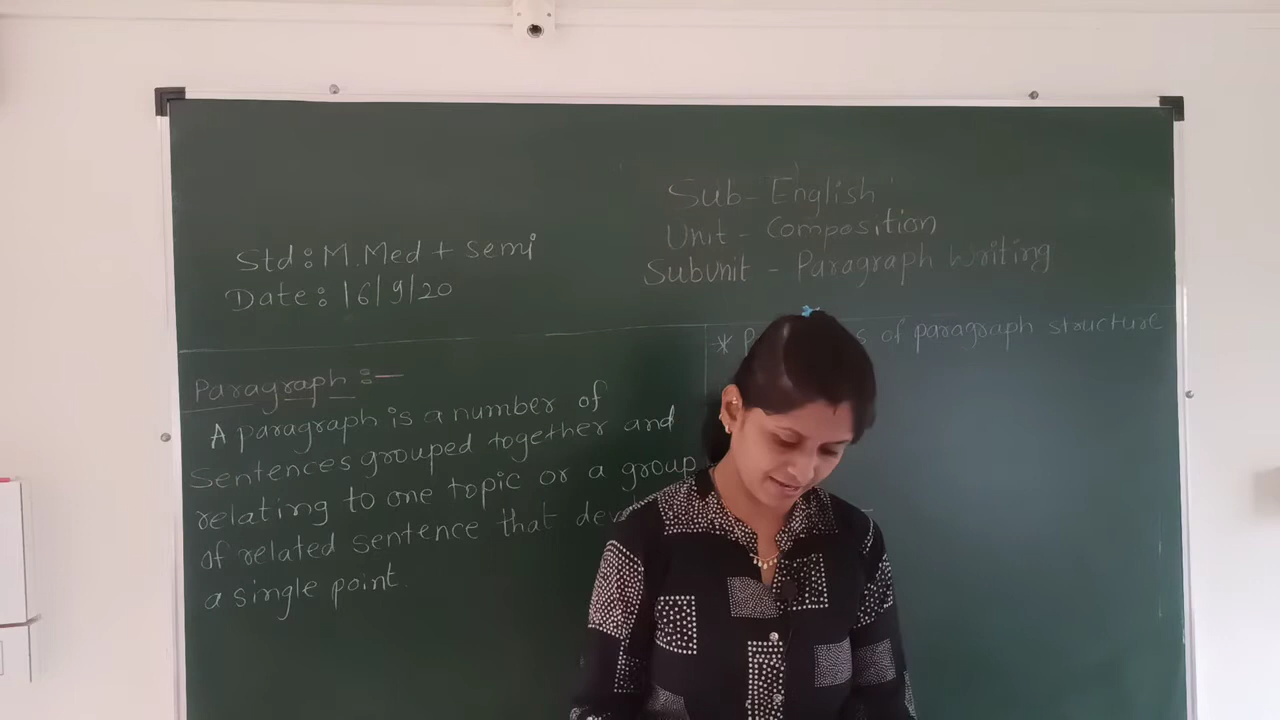 Sub- English
Unit - Composition
Subunit - Paragraph Writing
Std: M.Med + Semi
Date: 16/9/20
Paragraph :-
A paragraph is a number of
Sentences grouped together and
relating to one topic or a group
of related sentence that
a single point.
* of paragraph structure